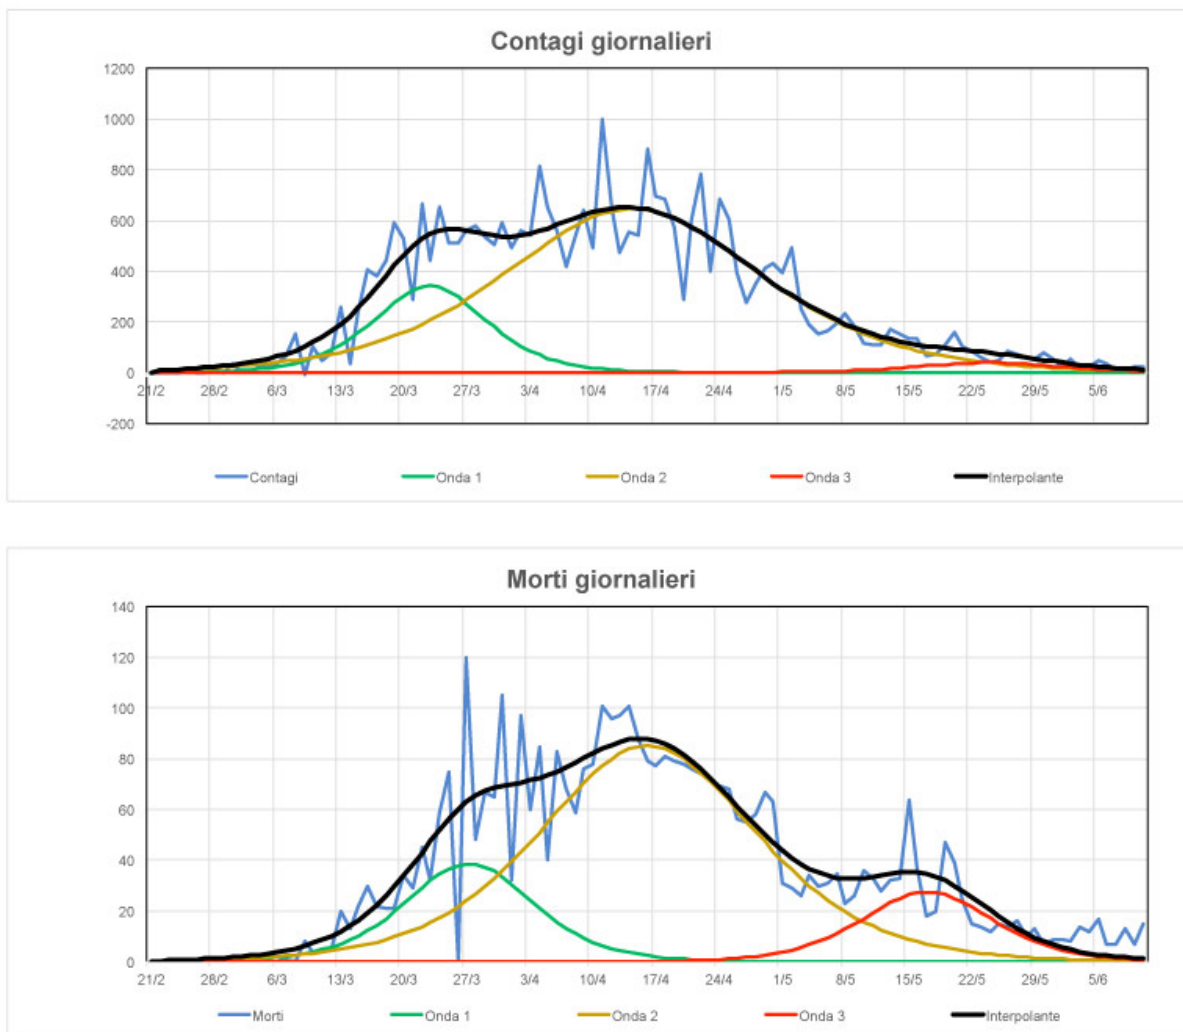 Contagi giornalieri
1200
1000
800
600
400
200
0
-200
21/2 28/2 6/3 13/3 20/3 27/3 3/4 10/4 17/4 24/4 1/5 8/5 15/5 22/5 29/5 5/6
Contagi Onda 1 Onda 2 Onda 3 Interpolante
Morti giornalieri
140
120
100
80
60
40
20
0
21/2 28/2 6/3 13/3 20/3 27/3 3/4 10/4 17/4 24/4 1/5 8/5 15/5 22/5 29/5 5/6
Morti Onda 1 Onda 2 Onda 3 Interpolante